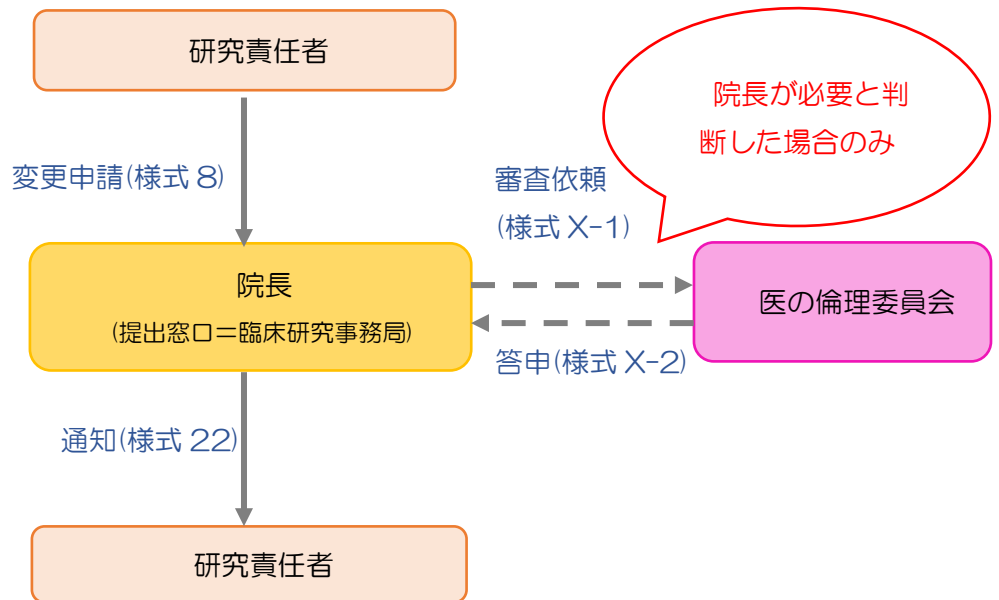 研究責任者
院長が必要と判
断した場合のみ
変更申請(様式 8)
審査依頼
(様式 X-1)
院長
(提出窓口＝臨床研究事務局)
医の倫理委員会
答申(様式 X-2)
通知(様式 22)
研究責任者